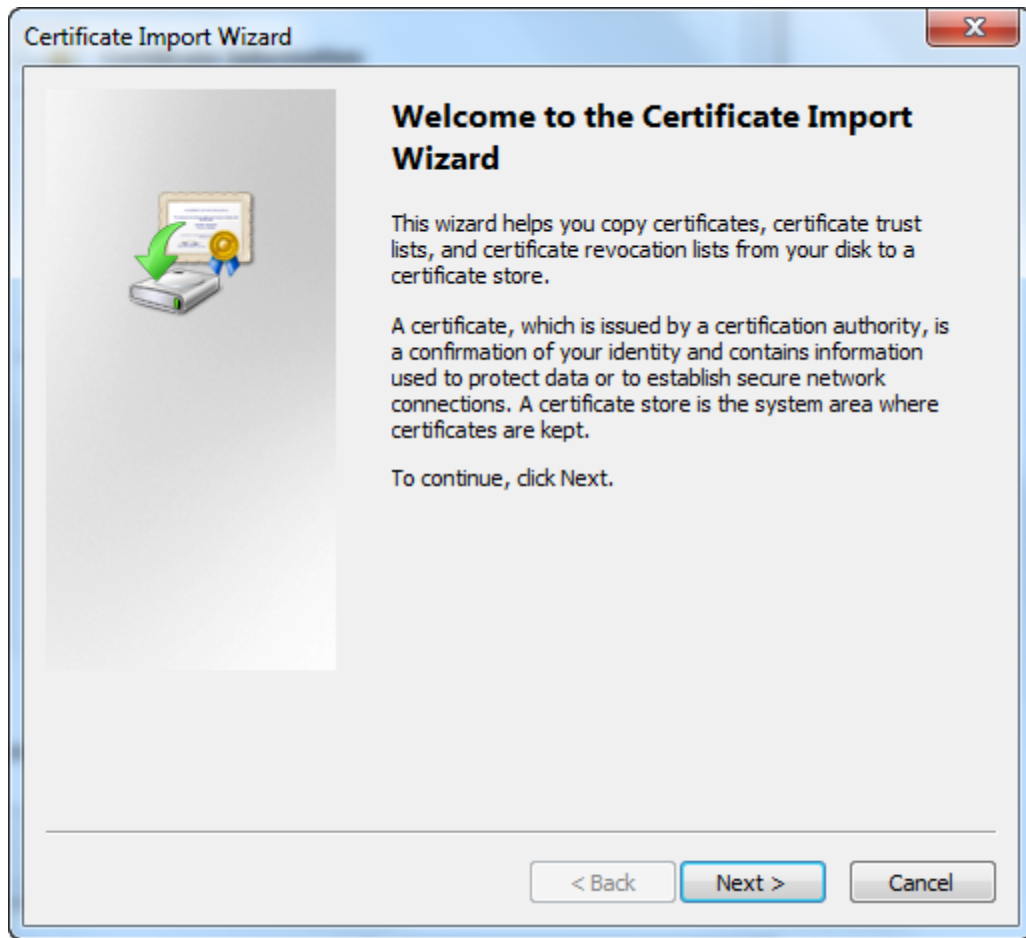 Certificate Import Wizard
Welcome to the Certificate Import
Wizard
This wizard helps you copy certificates, certificate trust
lists, and certificate revocation lists from your disk to a
certificate store.
A certificate, which is issued by a certification authority, is
a confirmation of your identity and contains information
used to protect data or to establish secure network
connections. A certificate store is the system area where
certificates are kept.
To continue, click Next.
< Back
Next >
Cancel